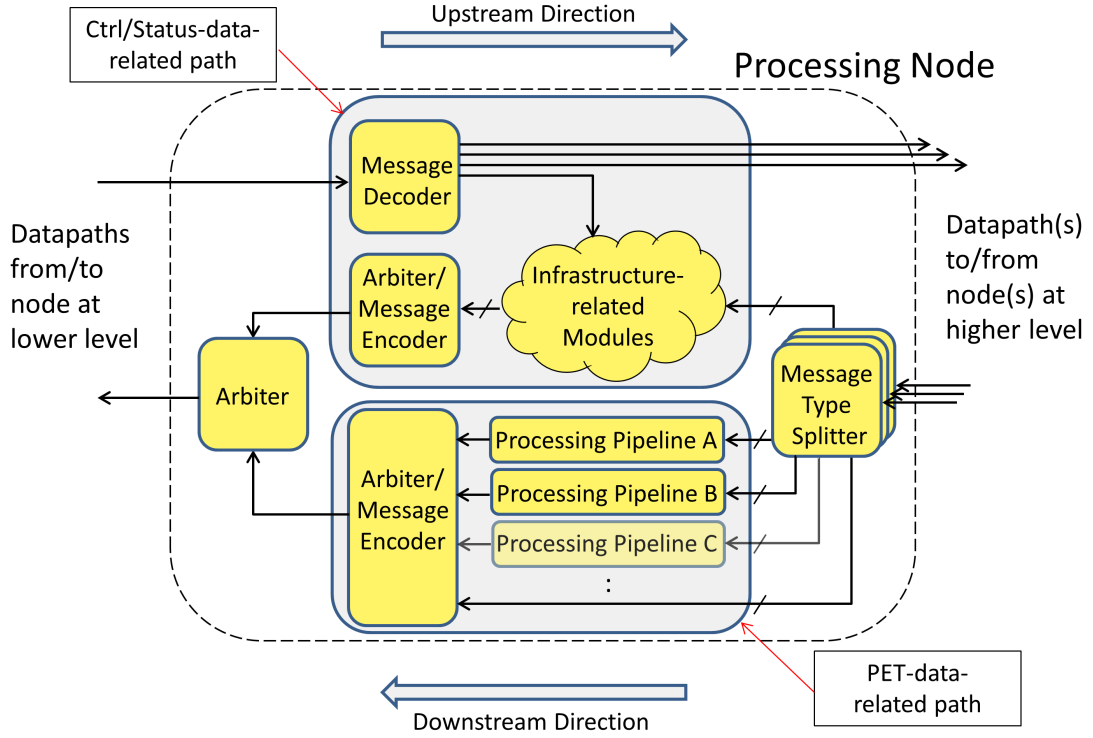 Upstream Direction
Ctrl/Status-data-
related path
Processing Node
Message
Decoder
Datapaths
from/to
node at
lower level
Datapath(s)
to/from
node(s) at
higher level
Arbiter/
Message
Encoder
Infrastructure-
related
Modules
Arbiter
Message
Type
Splitter
Arbiter/
Message
Encoder
Processing Pipeline A
Processing Pipeline B
Processing Pipeline C
:
PET-data-
related path
Downstream Direction